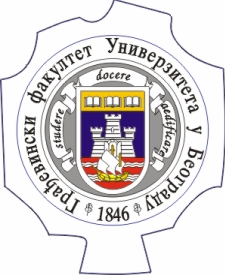 Грађевински факултет Универзитета у Београду
studere docere aedificare
1846